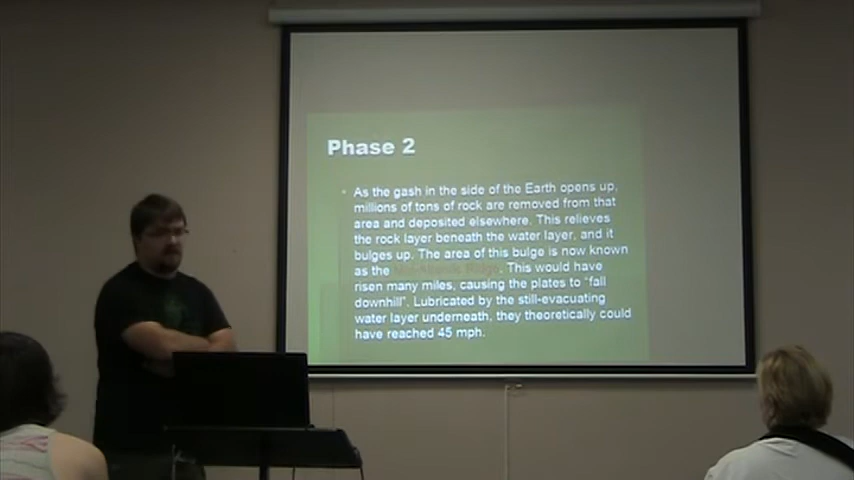 Phase 2
As the gash in the side of the Earth opens up,
millions of tons of rock are removed from that
area and deposited elsewhere. This relieves
the rock layer beneath the water layer, and it
bulges up. The area of this bulge is now known
as the Mid-Atlantic Ridge. This would have
risen many miles, causing the plates to "fall
downhill". Lubricated by the still-evacuating
water layer underneath, they theoretically could
have reached 45 mph.